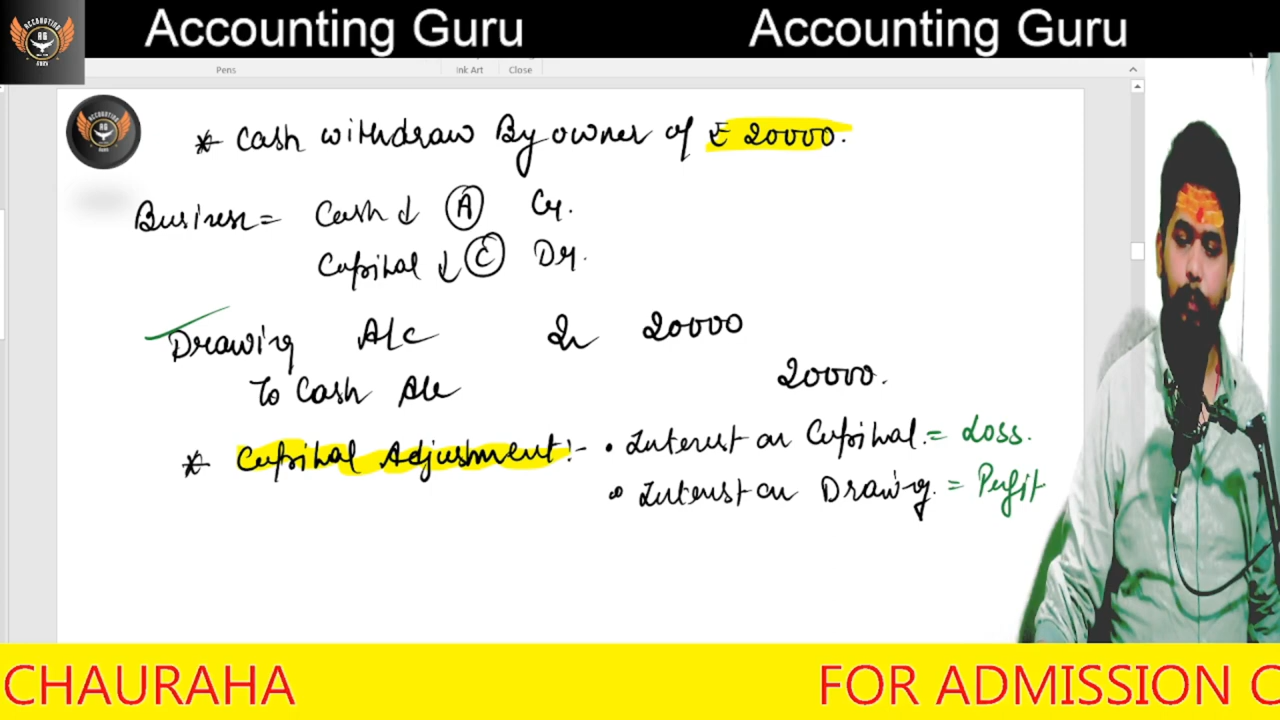 Accounting Guru
Accounting Guru
Pens
Ink Art
Close
* Cash withdraw By owner of ₹ 20000.
Business = Cash ↓ (A) Cr.
Capital ↓ (C) Dr.
Drawing A/c Dr 20000
To Cash A/c 20000.
* Capital Adjustment :- • Interest on Capital. = Loss.
• Interest on Drawing. = Profit
CHAURAHA
FOR ADMISSION C